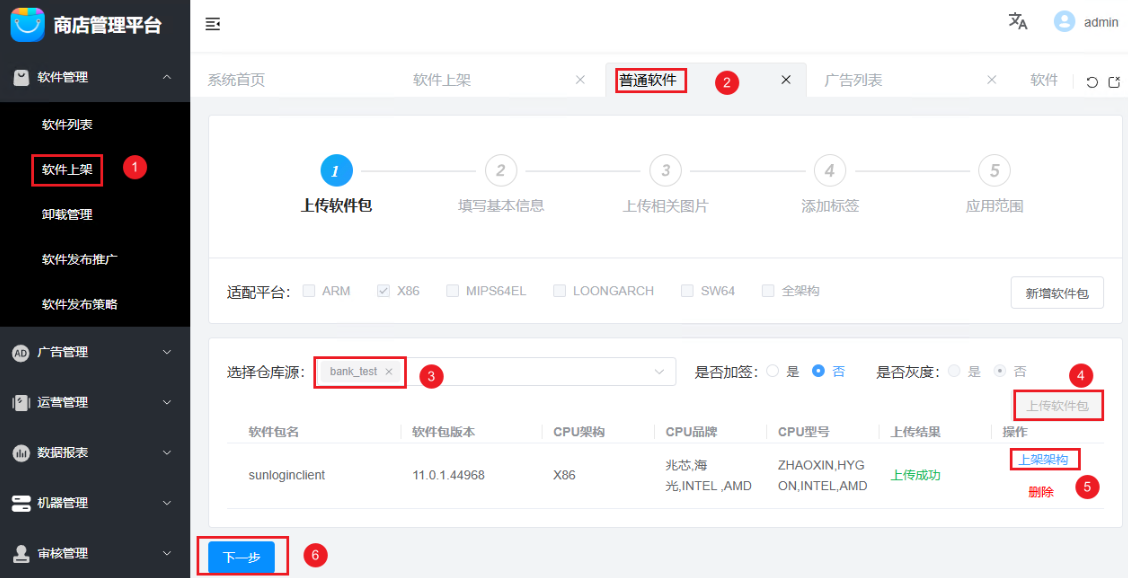 商店管理平台
admin
软件管理
软件列表
软件上架
1
卸载管理
软件发布推广
软件发布策略
AD 广告管理
运营管理
数据报表
机器管理
审核管理
系统首页 软件上架 普通软件 2 广告列表 软件
1 2 3 4 5
上传软件包 填写基本信息 上传相关图片 添加标签 应用范围
适配平台: ARM X86 MIPS64EL LOONGARCH SW64 全架构 新增软件包
选择仓库源: bank_test 3 是否加签: 是 否 是否灰度: 是 否 4
上传软件包
软件包名 软件包版本 CPU架构 CPU品牌 CPU型号 上传结果 操作
sunloginclient 11.0.1.44968 X86 兆芯,海光,INTEL ,AMD ZHAOXIN,HYGON,INTEL,AMD 上传成功 上架架构
删除 5
下一步 6